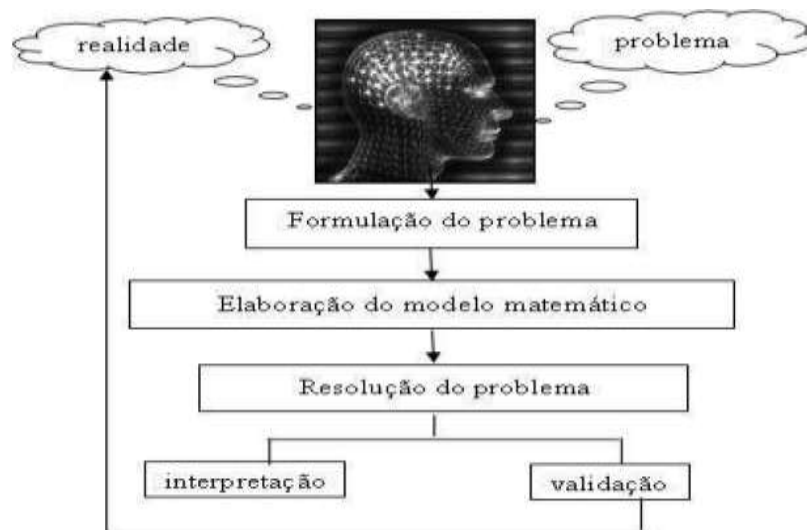 realidade
problema
Formulação do problema
Elaboração do modelo matemático
Resolução do problema
interpretação
validação